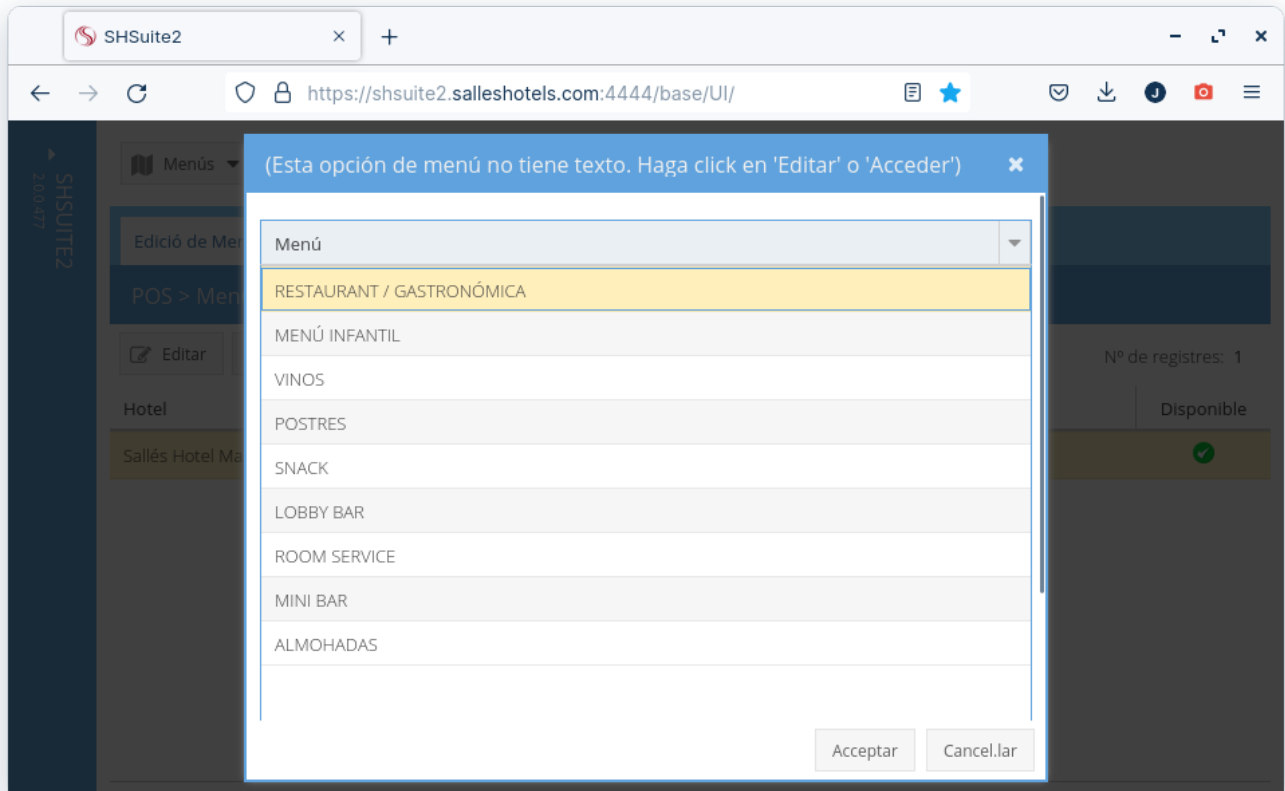 SHSuite2
https://shsuite2.salleshotels.com:4444/base/UI/
J
SHSUITE2
2.0.0.477
Menús
(Esta opción de menú no tiene texto. Haga click en 'Editar' o 'Acceder')
Edició de Mer
POS > Men
Editar
Nº de registres: 1
Hotel
Disponible
Sallés Hotel Ma
Menú
RESTAURANT / GASTRONÓMICA
MENÚ INFANTIL
VINOS
POSTRES
SNACK
LOBBY BAR
ROOM SERVICE
MINI BAR
ALMOHADAS
Acceptar
Cancel.lar